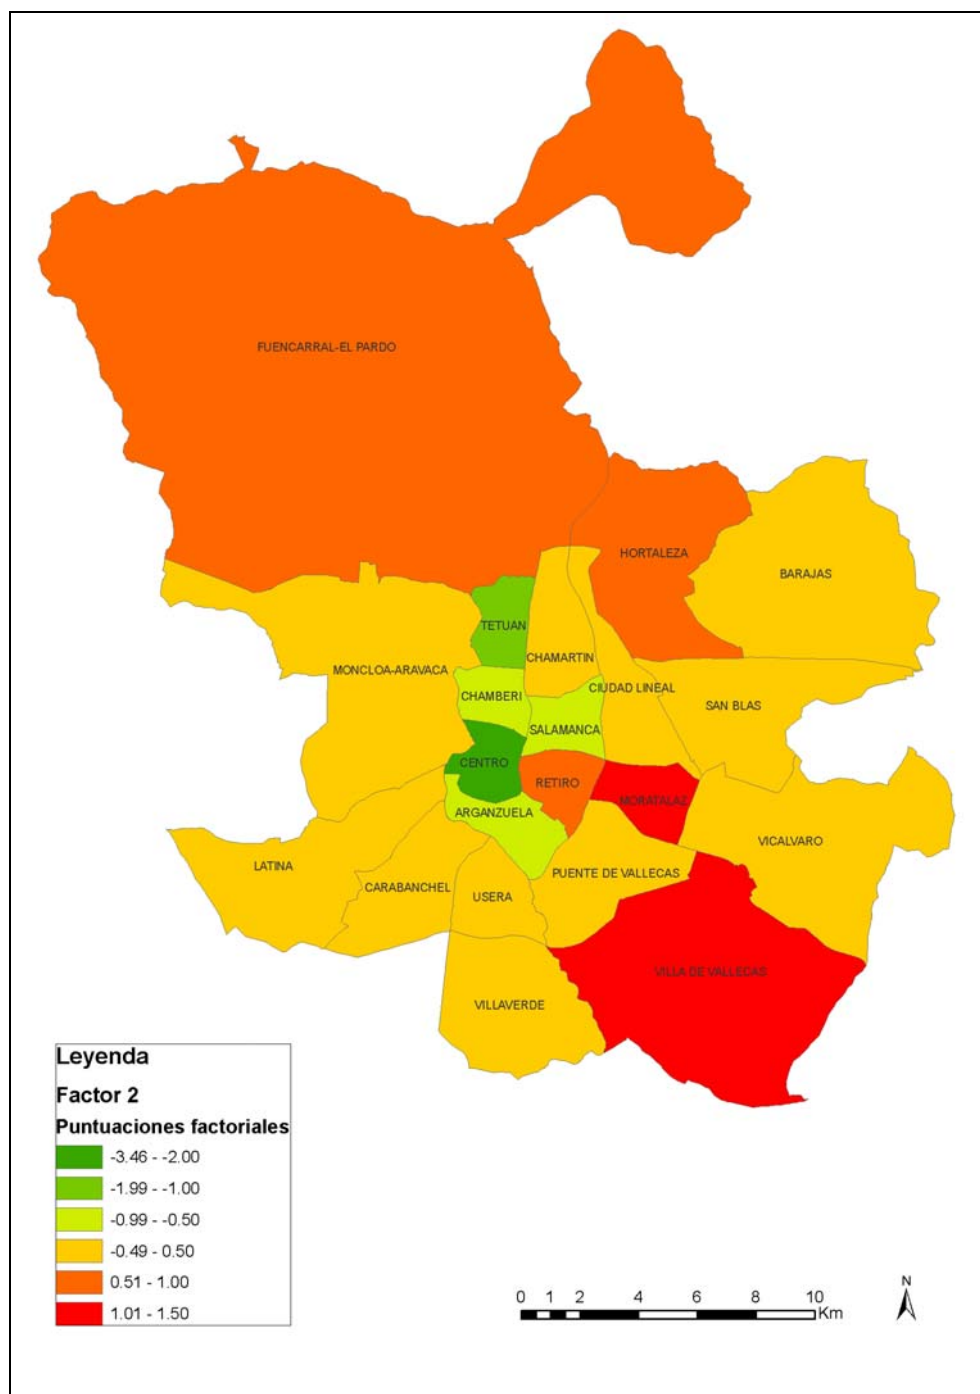 FUENCARRAL-EL PARDO
HORTALEZA
BARAJAS
TETUAN
CHAMARTIN
MONCLOA-ARAVACA
CIUDAD LINEAL
CHAMBERI
SAN BLAS
SALAMANCA
CENTRO
RETIRO
MORATALAZ
ARGANZUELA
VICALVARO
LATINA
PUENTE DE VALLECAS
CARABANCHEL
USERA
VILLA DE VALLECAS
VILLAVERDE
Leyenda
Factor 2
Puntuaciones factoriales
-3.46 - -2.00
-1.99 - -1.00
-0.99 - -0.50
-0.49 - 0.50
0.51 - 1.00
1.01 - 1.50
N
0 1 2 4 6 8 10
Km